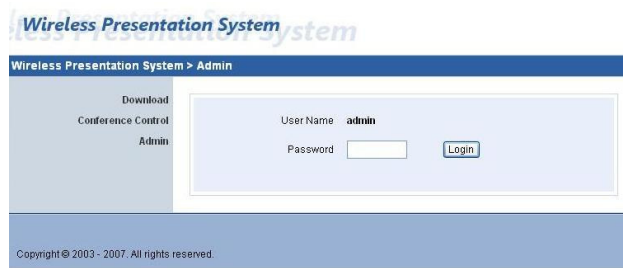 Wireless Presentation System
Wireless Presentation System > Admin
Download
Conference Control
Admin
User Name admin
Password Login
Copyright © 2003 - 2007. All rights reserved.